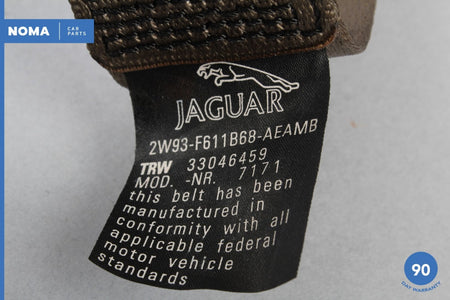 NOMA
CAR
PARTS
JAGUAR
2W93-F611B68-AEAMB
TRW 33046459
MOD. -NR. 7171
this belt has been
manufactured in
conformity with all
applicable federal
motor vehicle
standards
90
DAY WARRANTY